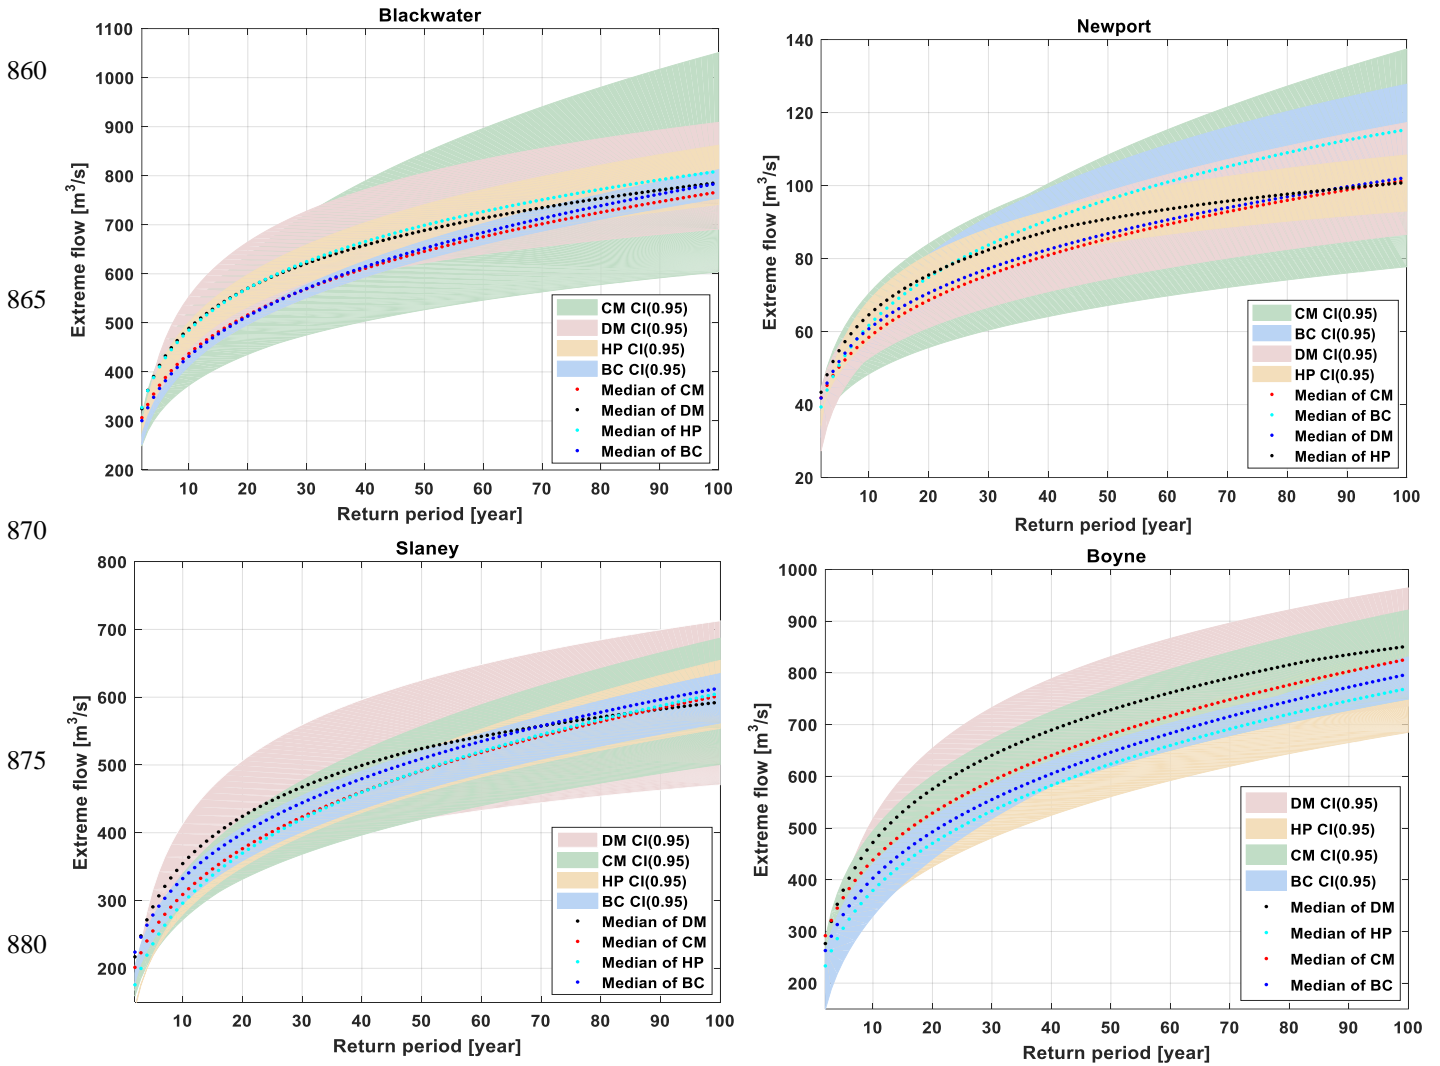 860
865
870
875
880
Blackwater
1100
1000
900
800
700
600
500
400
300
200
Extreme flow [m³/s]
10 20 30 40 50 60 70 80 90 100
Return period [year]
CM CI(0.95)
DM CI(0.95)
HP CI(0.95)
BC CI(0.95)
Median of CM
Median of DM
Median of HP
Median of BC
Newport
140
120
100
80
60
40
20
Extreme flow [m³/s]
10 20 30 40 50 60 70 80 90 100
Return period [year]
CM CI(0.95)
BC CI(0.95)
DM CI(0.95)
HP CI(0.95)
Median of CM
Median of BC
Median of DM
Median of HP
Slaney
800
700
600
500
400
300
200
Extreme flow [m³/s]
10 20 30 40 50 60 70 80 90 100
Return period [year]
DM CI(0.95)
CM CI(0.95)
HP CI(0.95)
BC CI(0.95)
Median of DM
Median of CM
Median of HP
Median of BC
Boyne
1000
900
800
700
600
500
400
300
200
Extreme flow [m³/s]
10 20 30 40 50 60 70 80 90 100
Return period [year]
DM CI(0.95)
HP CI(0.95)
CM CI(0.95)
BC CI(0.95)
Median of DM
Median of HP
Median of CM
Median of BC